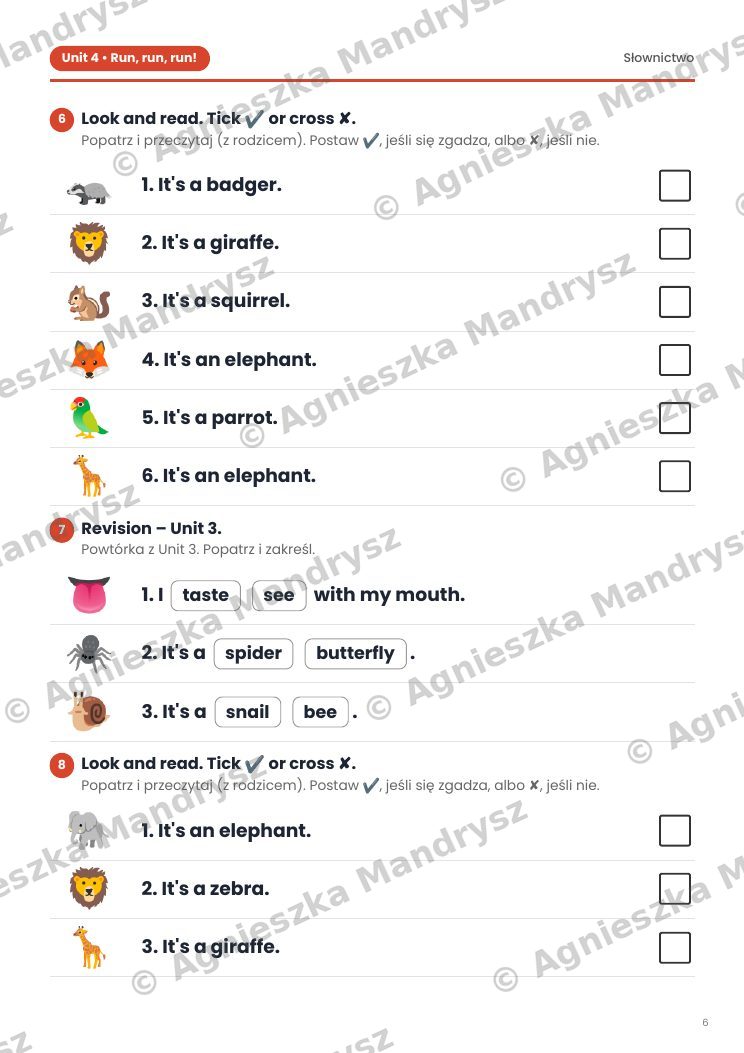 Unit 4 • Run, run, run!
Słownictwo
6 Look and read. Tick ✔ or cross ✘.
Popatrz i przeczytaj (z rodzicem). Postaw ✔, jeśli się zgadza, albo ✘, jeśli nie.
1. It's a badger.
2. It's a giraffe.
3. It's a squirrel.
4. It's an elephant.
5. It's a parrot.
6. It's an elephant.
7 Revision – Unit 3.
Powtórka z Unit 3. Popatrz i zakreśl.
1. I taste see with my mouth.
2. It's a spider butterfly .
3. It's a snail bee .
8 Look and read. Tick ✔ or cross ✘.
Popatrz i przeczytaj (z rodzicem). Postaw ✔, jeśli się zgadza, albo ✘, jeśli nie.
1. It's an elephant.
2. It's a zebra.
3. It's a giraffe.
6
© Agnieszka Mandrysz